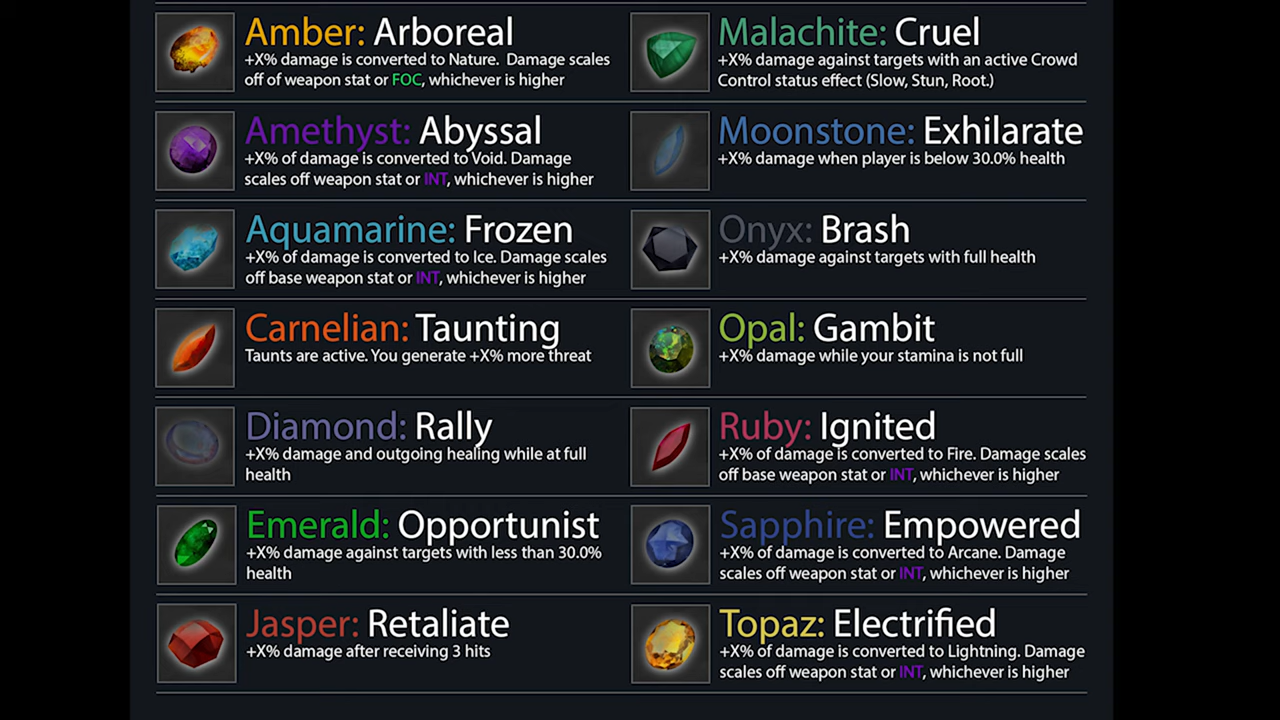 Amber: Arboreal
+X% damage is converted to Nature. Damage scales
off of weapon stat or FOC, whichever is higher
Amethyst: Abyssal
+X% of damage is converted to Void. Damage
scales off weapon stat or INT, whichever is higher
Aquamarine: Frozen
+X% of damage is converted to Ice. Damage scales
off base weapon stat or INT, whichever is higher
Carnelian: Taunting
Taunts are active. You generate +X% more threat
Diamond: Rally
+X% damage and outgoing healing while at full
health
Emerald: Opportunist
+X% damage against targets with less than 30.0%
health
Jasper: Retaliate
+X% damage after receiving 3 hits
Malachite: Cruel
+X% damage against targets with an active Crowd
Control status effect (Slow, Stun, Root.)
Moonstone: Exhilarate
+X% damage when player is below 30.0% health
Onyx: Brash
+X% damage against targets with full health
Opal: Gambit
+X% damage while your stamina is not full
Ruby: Ignited
+X% of damage is converted to Fire. Damage scales
off base weapon stat or INT, whichever is higher
Sapphire: Empowered
+X% of damage is converted to Arcane. Damage
scales off weapon stat or INT, whichever is higher
Topaz: Electrified
+X% of damage is converted to Lightning. Damage
scales off weapon stat or INT, whichever is higher